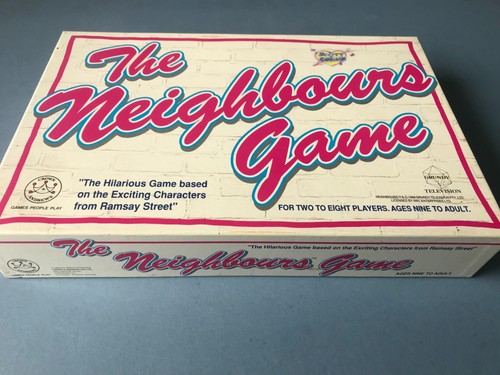 The
Neighbours
Game
CROWN
ANDREWS
GAMES PEOPLE PLAY
"The Hilarious Game based
on the Exciting Characters
from Ramsay Street"
GRUNDY
TELEVISION
FOR TWO TO EIGHT PLAYERS. AGES NINE TO ADULT.
"The Hilarious Game based on the Exciting Characters from Ramsay Street"
The Neighbours Game
AGES NINE TO ADULT